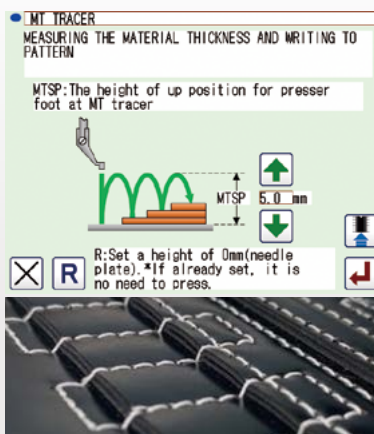 MT TRACER
MEASURING THE MATERIAL THICKNESS AND WRITING TO
PATTERN
MTSP:The height of up position for presser
foot at MT tracer
MTSP 5.0 mm
R:Set a height of 0mm(needle
plate).*If already set, it is
no need to press.
R